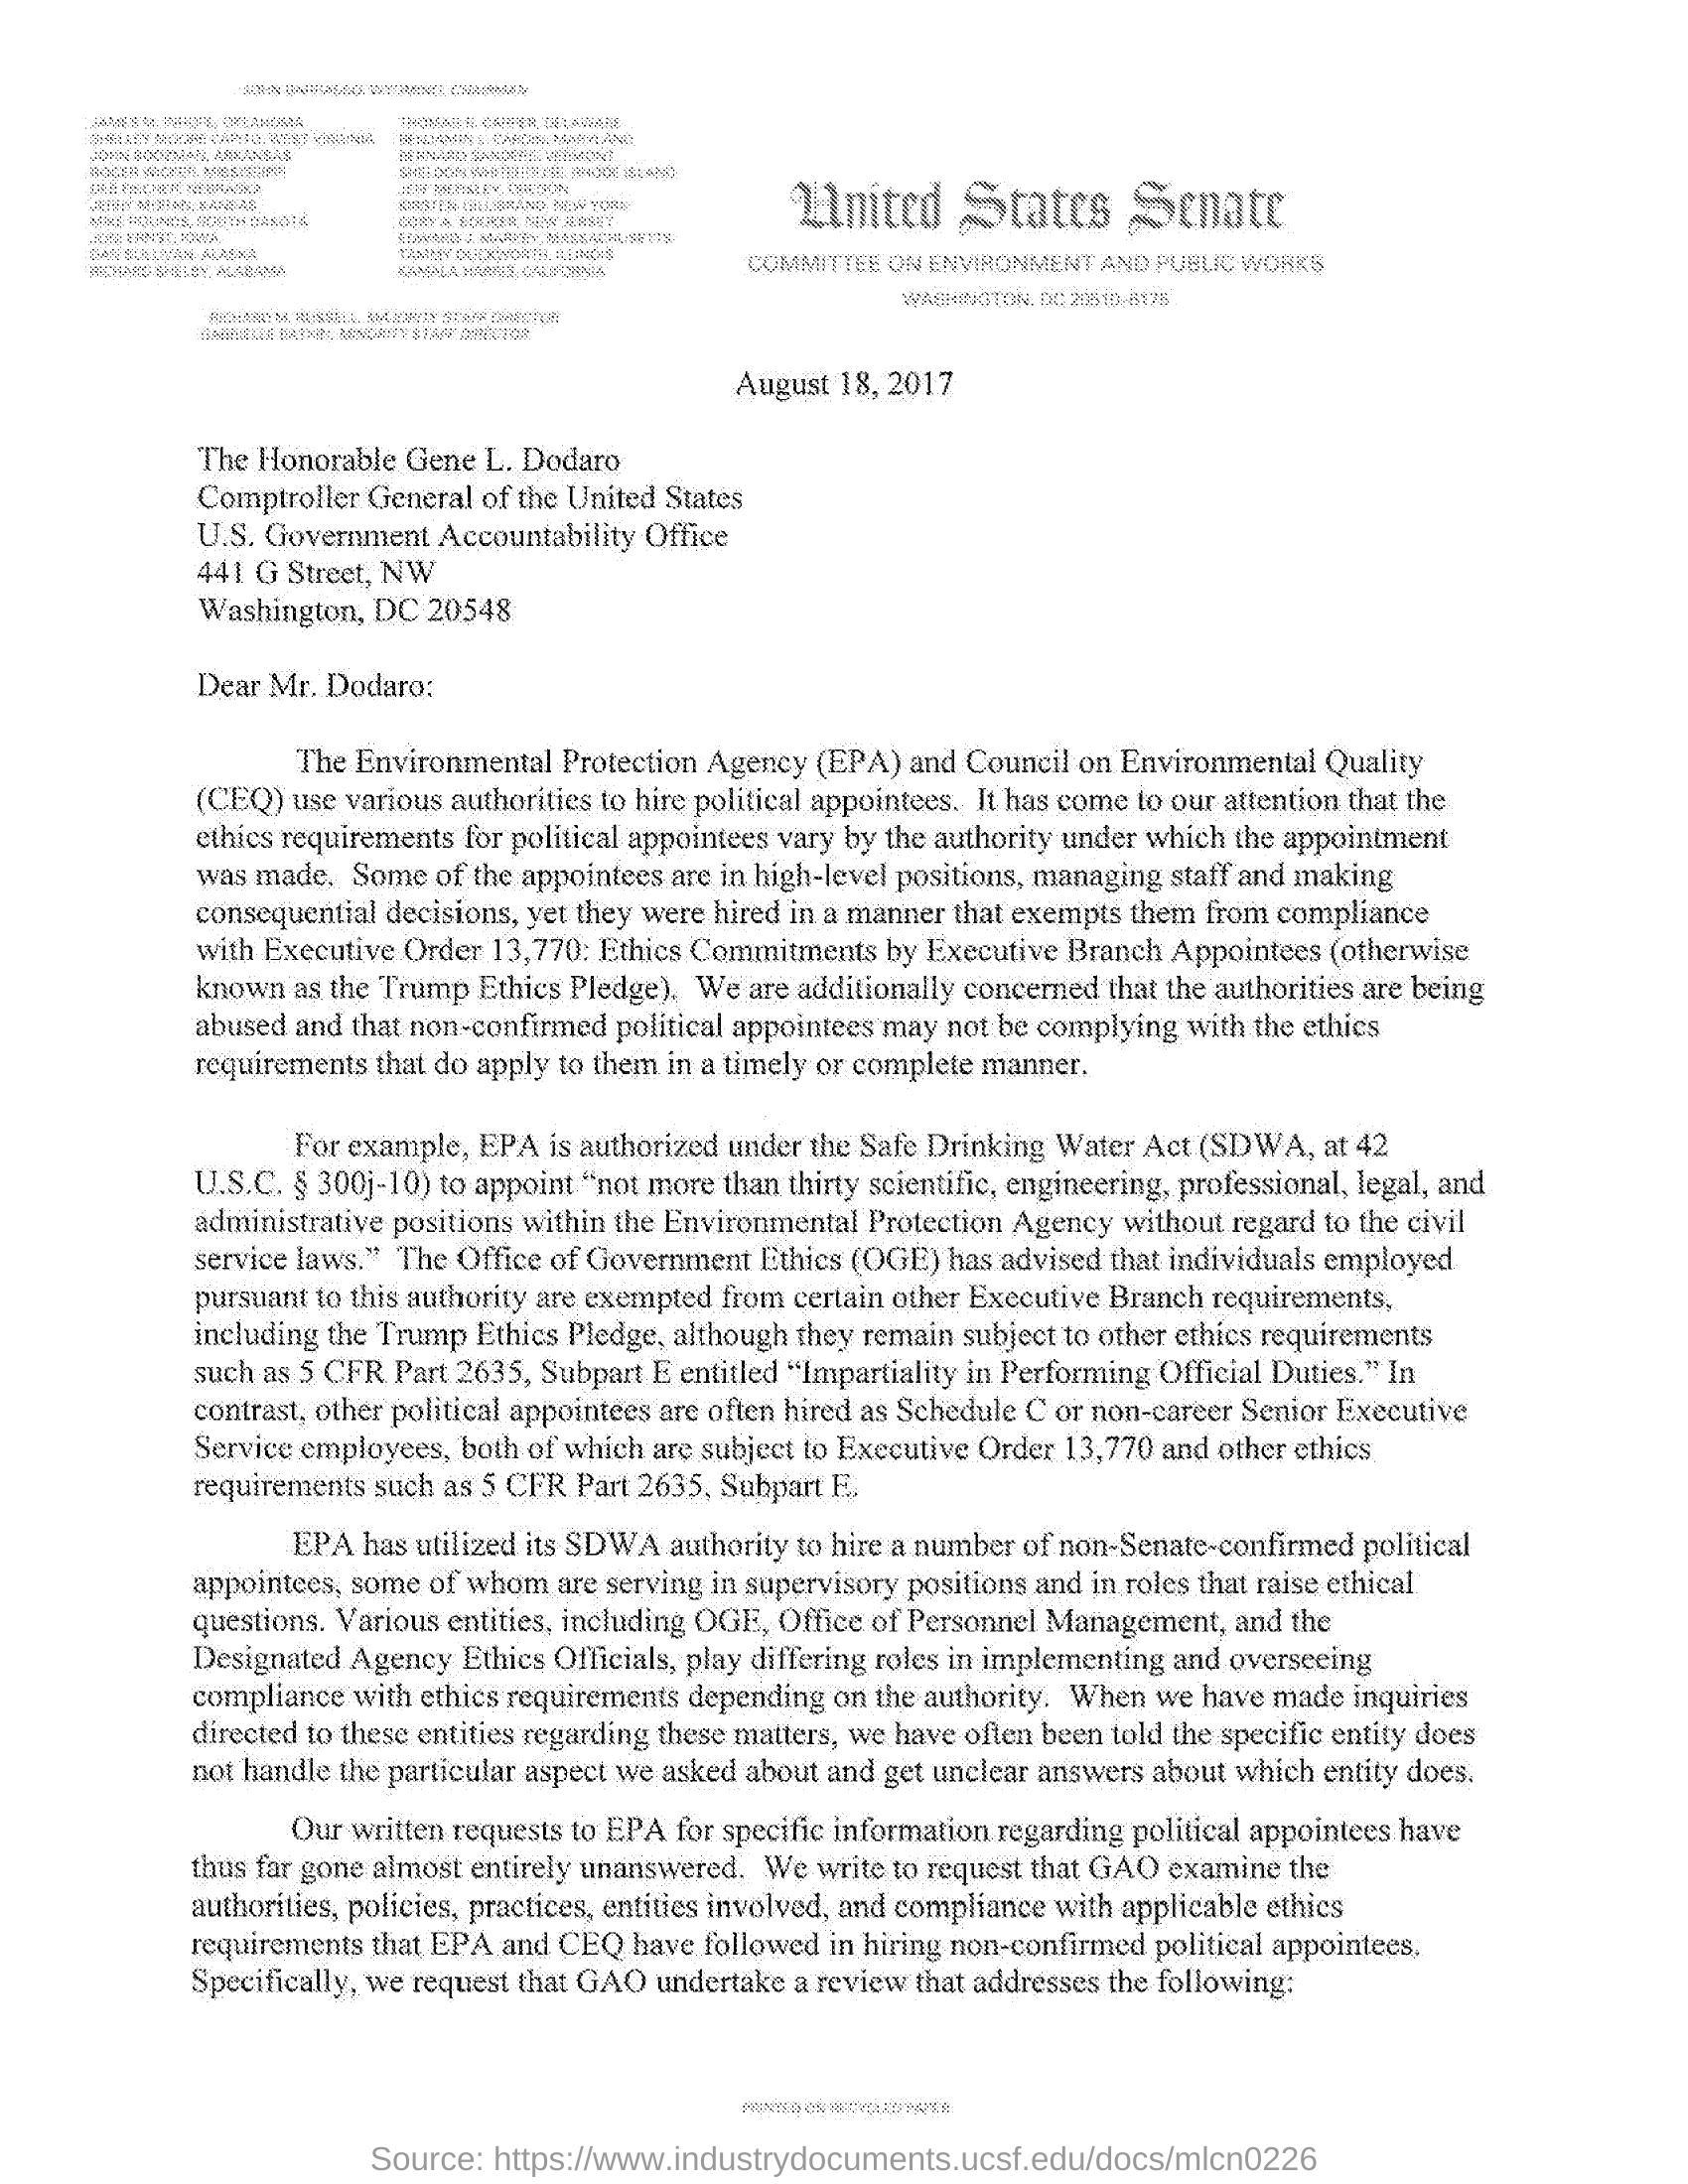 JOHN BARRASSO, WYOMING, CHAIRMAN
JAMES M. INHOFE, OKLAHOMA
SHELLEY MOORE CAPITO, WEST VIRGINIA
JOHN BOOZMAN, ARKANSAS
ROGER WICKER, MISSISSIPPI
DEB FISCHER, NEBRASKA
JERRY MORAN, KANSAS
MIKE ROUNDS, SOUTH DAKOTA
JONI ERNST, IOWA
DAN SULLIVAN, ALASKA
RICHARD SHELBY, ALABAMA
THOMAS R. CARPER, DELAWARE
BENJAMIN L. CARDIN, MARYLAND
BERNARD SANDERS, VERMONT
SHELDON WHITEHOUSE, RHODE ISLAND
JEFF MERKLEY, OREGON
KIRSTEN GILLIBRAND, NEW YORK
CORY A. BOOKER, NEW JERSEY
EDWARD J. MARKEY, MASSACHUSETTS
TAMMY DUCKWORTH, ILLINOIS
KAMALA HARRIS, CALIFORNIA
RICHARD M. RUSSELL, MAJORITY STAFF DIRECTOR
GABRIELLE BATKIN, MINORITY STAFF DIRECTOR
United States Senate
COMMITTEE ON ENVIRONMENT AND PUBLIC WORKS
WASHINGTON, DC 20510-6175
August 18, 2017
The Honorable Gene L. Dodaro
Comptroller General of the United States
U.S. Government Accountability Office
441 G Street, NW
Washington, DC 20548
Dear Mr. Dodaro:
The Environmental Protection Agency (EPA) and Council on Environmental Quality
(CEQ) use various authorities to hire political appointees. It has come to our attention that the
ethics requirements for political appointees vary by the authority under which the appointment
was made. Some of the appointees are in high-level positions, managing staff and making
consequential decisions, yet they were hired in a manner that exempts them from compliance
with Executive Order 13,770: Ethics Commitments by Executive Branch Appointees (otherwise
known as the Trump Ethics Pledge). We are additionally concerned that the authorities are being
abused and that non-confirmed political appointees may not be complying with the ethics
requirements that do apply to them in a timely or complete manner.
For example, EPA is authorized under the Safe Drinking Water Act (SDWA, at 42
U.S.C. § 300j-10) to appoint “not more than thirty scientific, engineering, professional, legal, and
administrative positions within the Environmental Protection Agency without regard to the civil
service laws.” The Office of Government Ethics (OGE) has advised that individuals employed
pursuant to this authority are exempted from certain other Executive Branch requirements,
including the Trump Ethics Pledge, although they remain subject to other ethics requirements
such as 5 CFR Part 2635, Subpart E entitled “Impartiality in Performing Official Duties.” In
contrast, other political appointees are often hired as Schedule C or non-career Senior Executive
Service employees, both of which are subject to Executive Order 13,770 and other ethics
requirements such as 5 CFR Part 2635, Subpart E.
EPA has utilized its SDWA authority to hire a number of non-Senate-confirmed political
appointees, some of whom are serving in supervisory positions and in roles that raise ethical
questions. Various entities, including OGE, Office of Personnel Management, and the
Designated Agency Ethics Officials, play differing roles in implementing and overseeing
compliance with ethics requirements depending on the authority. When we have made inquiries
directed to these entities regarding these matters, we have often been told the specific entity does
not handle the particular aspect we asked about and get unclear answers about which entity does.
Our written requests to EPA for specific information regarding political appointees have
thus far gone almost entirely unanswered. We write to request that GAO examine the
authorities, policies, practices, entities involved, and compliance with applicable ethics
requirements that EPA and CEQ have followed in hiring non-confirmed political appointees.
Specifically, we request that GAO undertake a review that addresses the following:
PRINTED ON RECYCLED PAPER
Source: https://www.industrydocuments.ucsf.edu/docs/mlcn0226